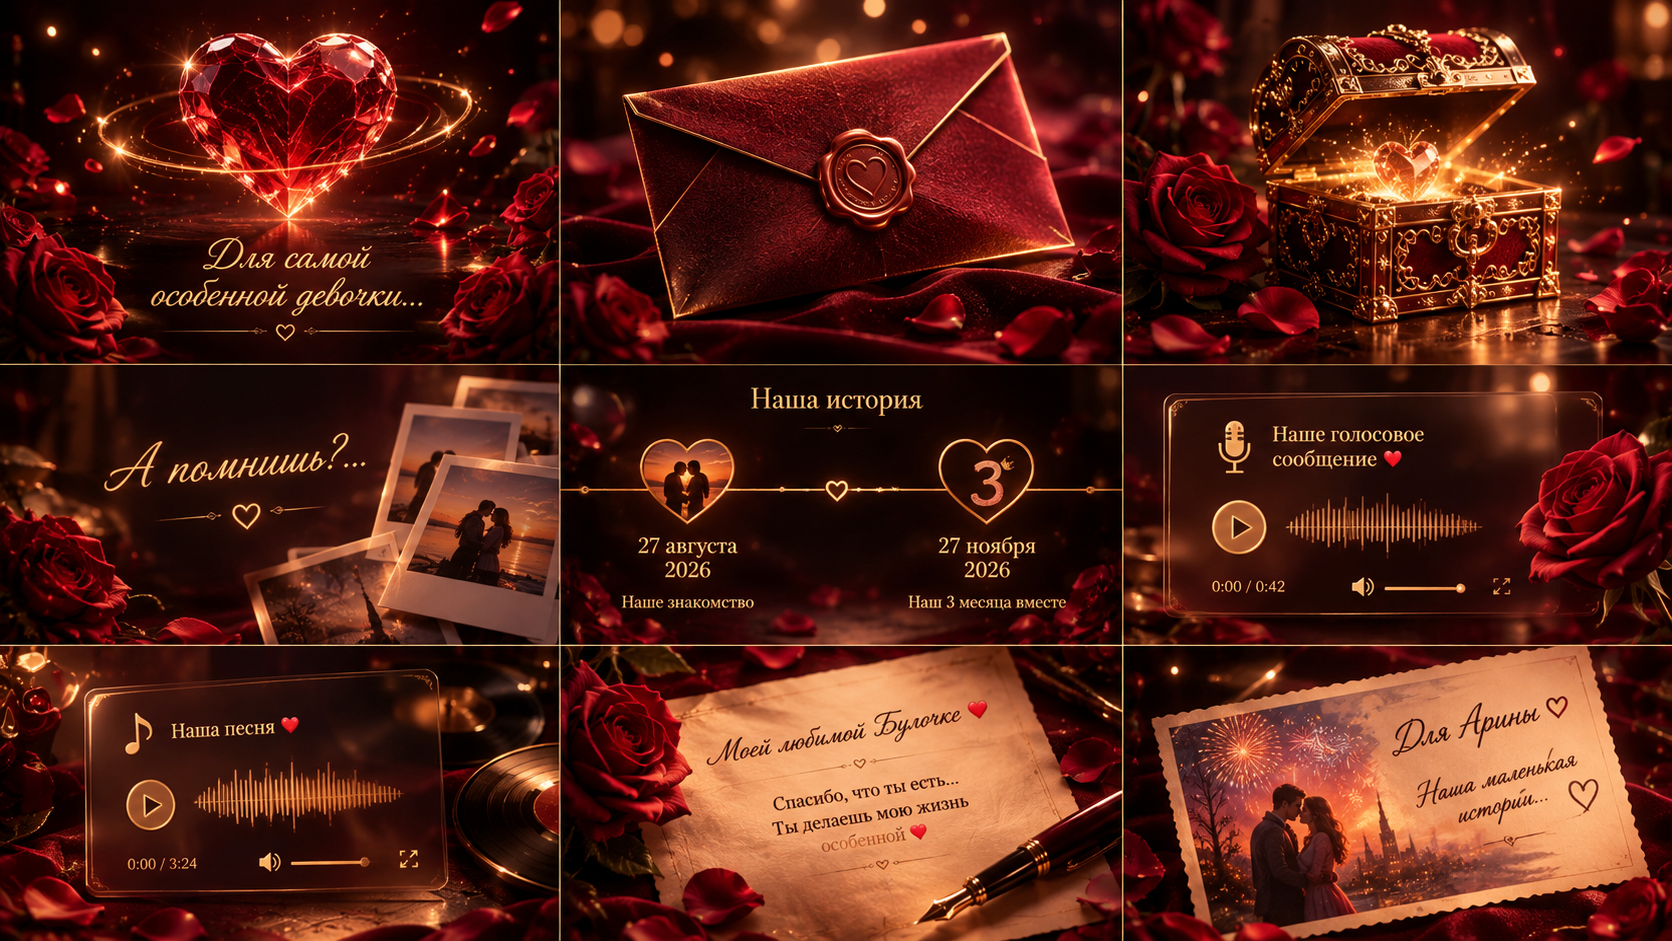 Для самой
особенной девочки...
А помнишь?...
Наша история
27 августа
2026
Наше знакомство
3
27 ноября
2026
Наш 3 месяца вместе
Наше голосовое
сообщение ❤️
0:00 / 0:42
Наша песня ❤️
0:00 / 3:24
Моей любимой Булочке ❤️
Спасибо, что ты есть...
Ты делаешь мою жизнь
особенной ❤️
Для Арины ♡
Наша маленькая
истории...